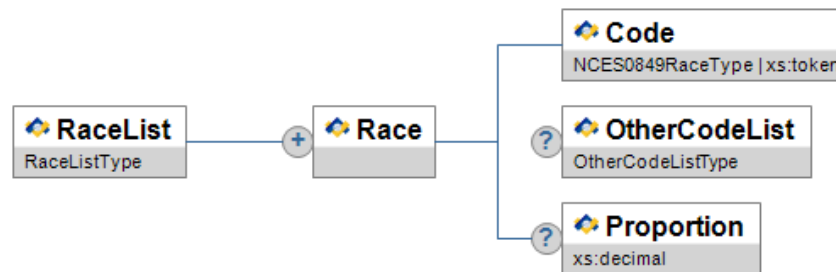 Code
NCES0849RaceType | xs:token
RaceList
RaceListType
+
Race
?
OtherCodeList
OtherCodeListType
?
Proportion
xs:decimal